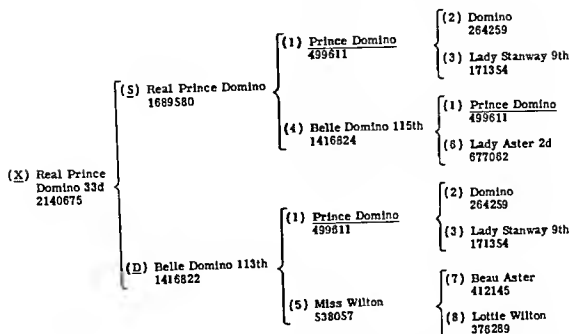 (X) Real Prince
Domino 33d
2140675
(S) Real Prince Domino
1689580
(D) Belle Domino 113th
1416822
(1) Prince Domino
499611
(4) Belle Domino 115th
1416824
(1) Prince Domino
499611
(5) Miss Wilton
538057
(2) Domino
264259
(3) Lady Stanway 9th
171354
(1) Prince Domino
499611
(6) Lady Aster 2d
677062
(2) Domino
264259
(3) Lady Stanway 9th
171354
(7) Beau Aster
412145
(8) Lottie Wilton
378289